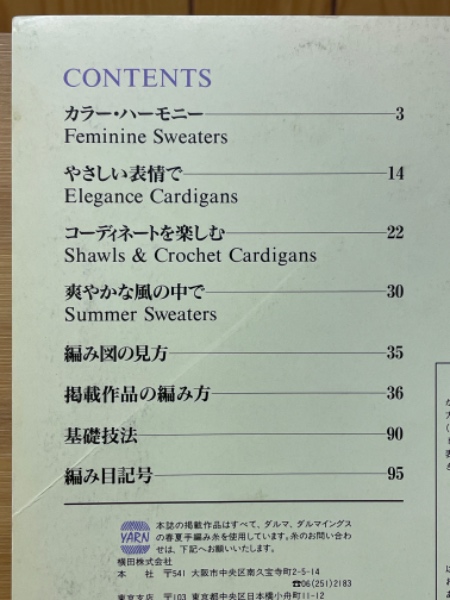 CONTENTS
カラー・ハーモニー 3
Feminine Sweaters
やさしい表情で 14
Elegance Cardigans
コーディネートを楽しむ 22
Shawls & Crochet Cardigans
爽やかな風の中で 30
Summer Sweaters
編み図の見方 35
掲載作品の編み方 36
基礎技法 90
編み目記号 95
YARN
本誌の掲載作品はすべて、ダルマ、ダルマイングス
の春夏手編み糸を使用しています。糸のお問い合わ
せは、下記へお願いいたします。
横田株式会社
本 社 〒541 大阪市中央区南久宝寺町2-5-14
☎06(251)2183
東京支店 〒103 東京都中央区日本橋小舟町11-12